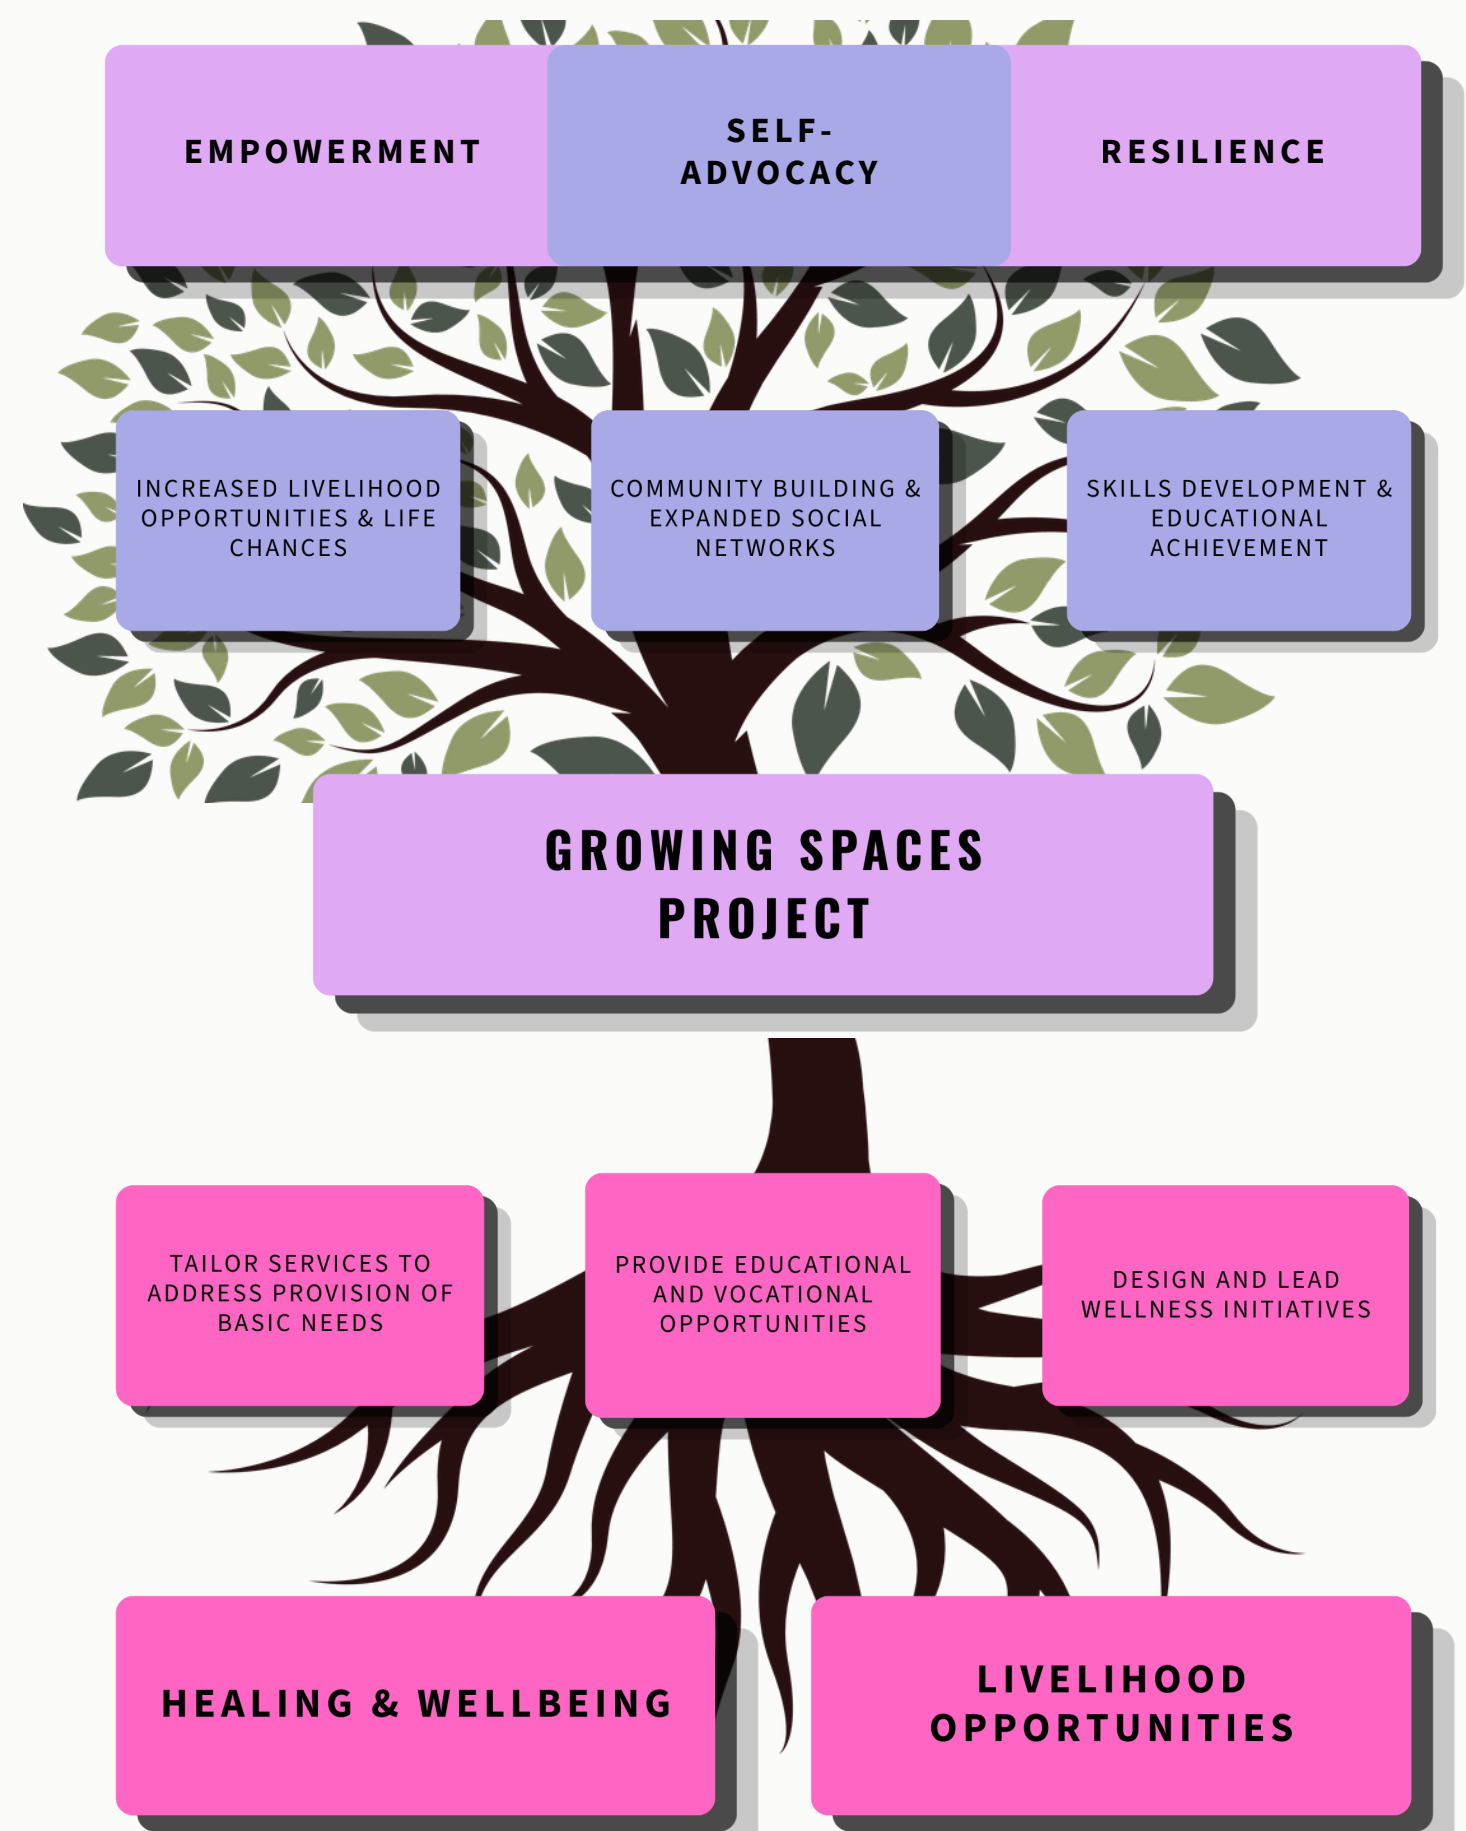 EMPOWERMENT
SELF-
ADVOCACY
RESILIENCE
INCREASED LIVELIHOOD
OPPORTUNITIES & LIFE
CHANCES
COMMUNITY BUILDING &
EXPANDED SOCIAL
NETWORKS
SKILLS DEVELOPMENT &
EDUCATIONAL
ACHIEVEMENT
GROWING SPACES
PROJECT
TAILOR SERVICES TO
ADDRESS PROVISION OF
BASIC NEEDS
PROVIDE EDUCATIONAL
AND VOCATIONAL
OPPORTUNITIES
DESIGN AND LEAD
WELLNESS INITIATIVES
HEALING & WELLBEING
LIVELIHOOD
OPPORTUNITIES